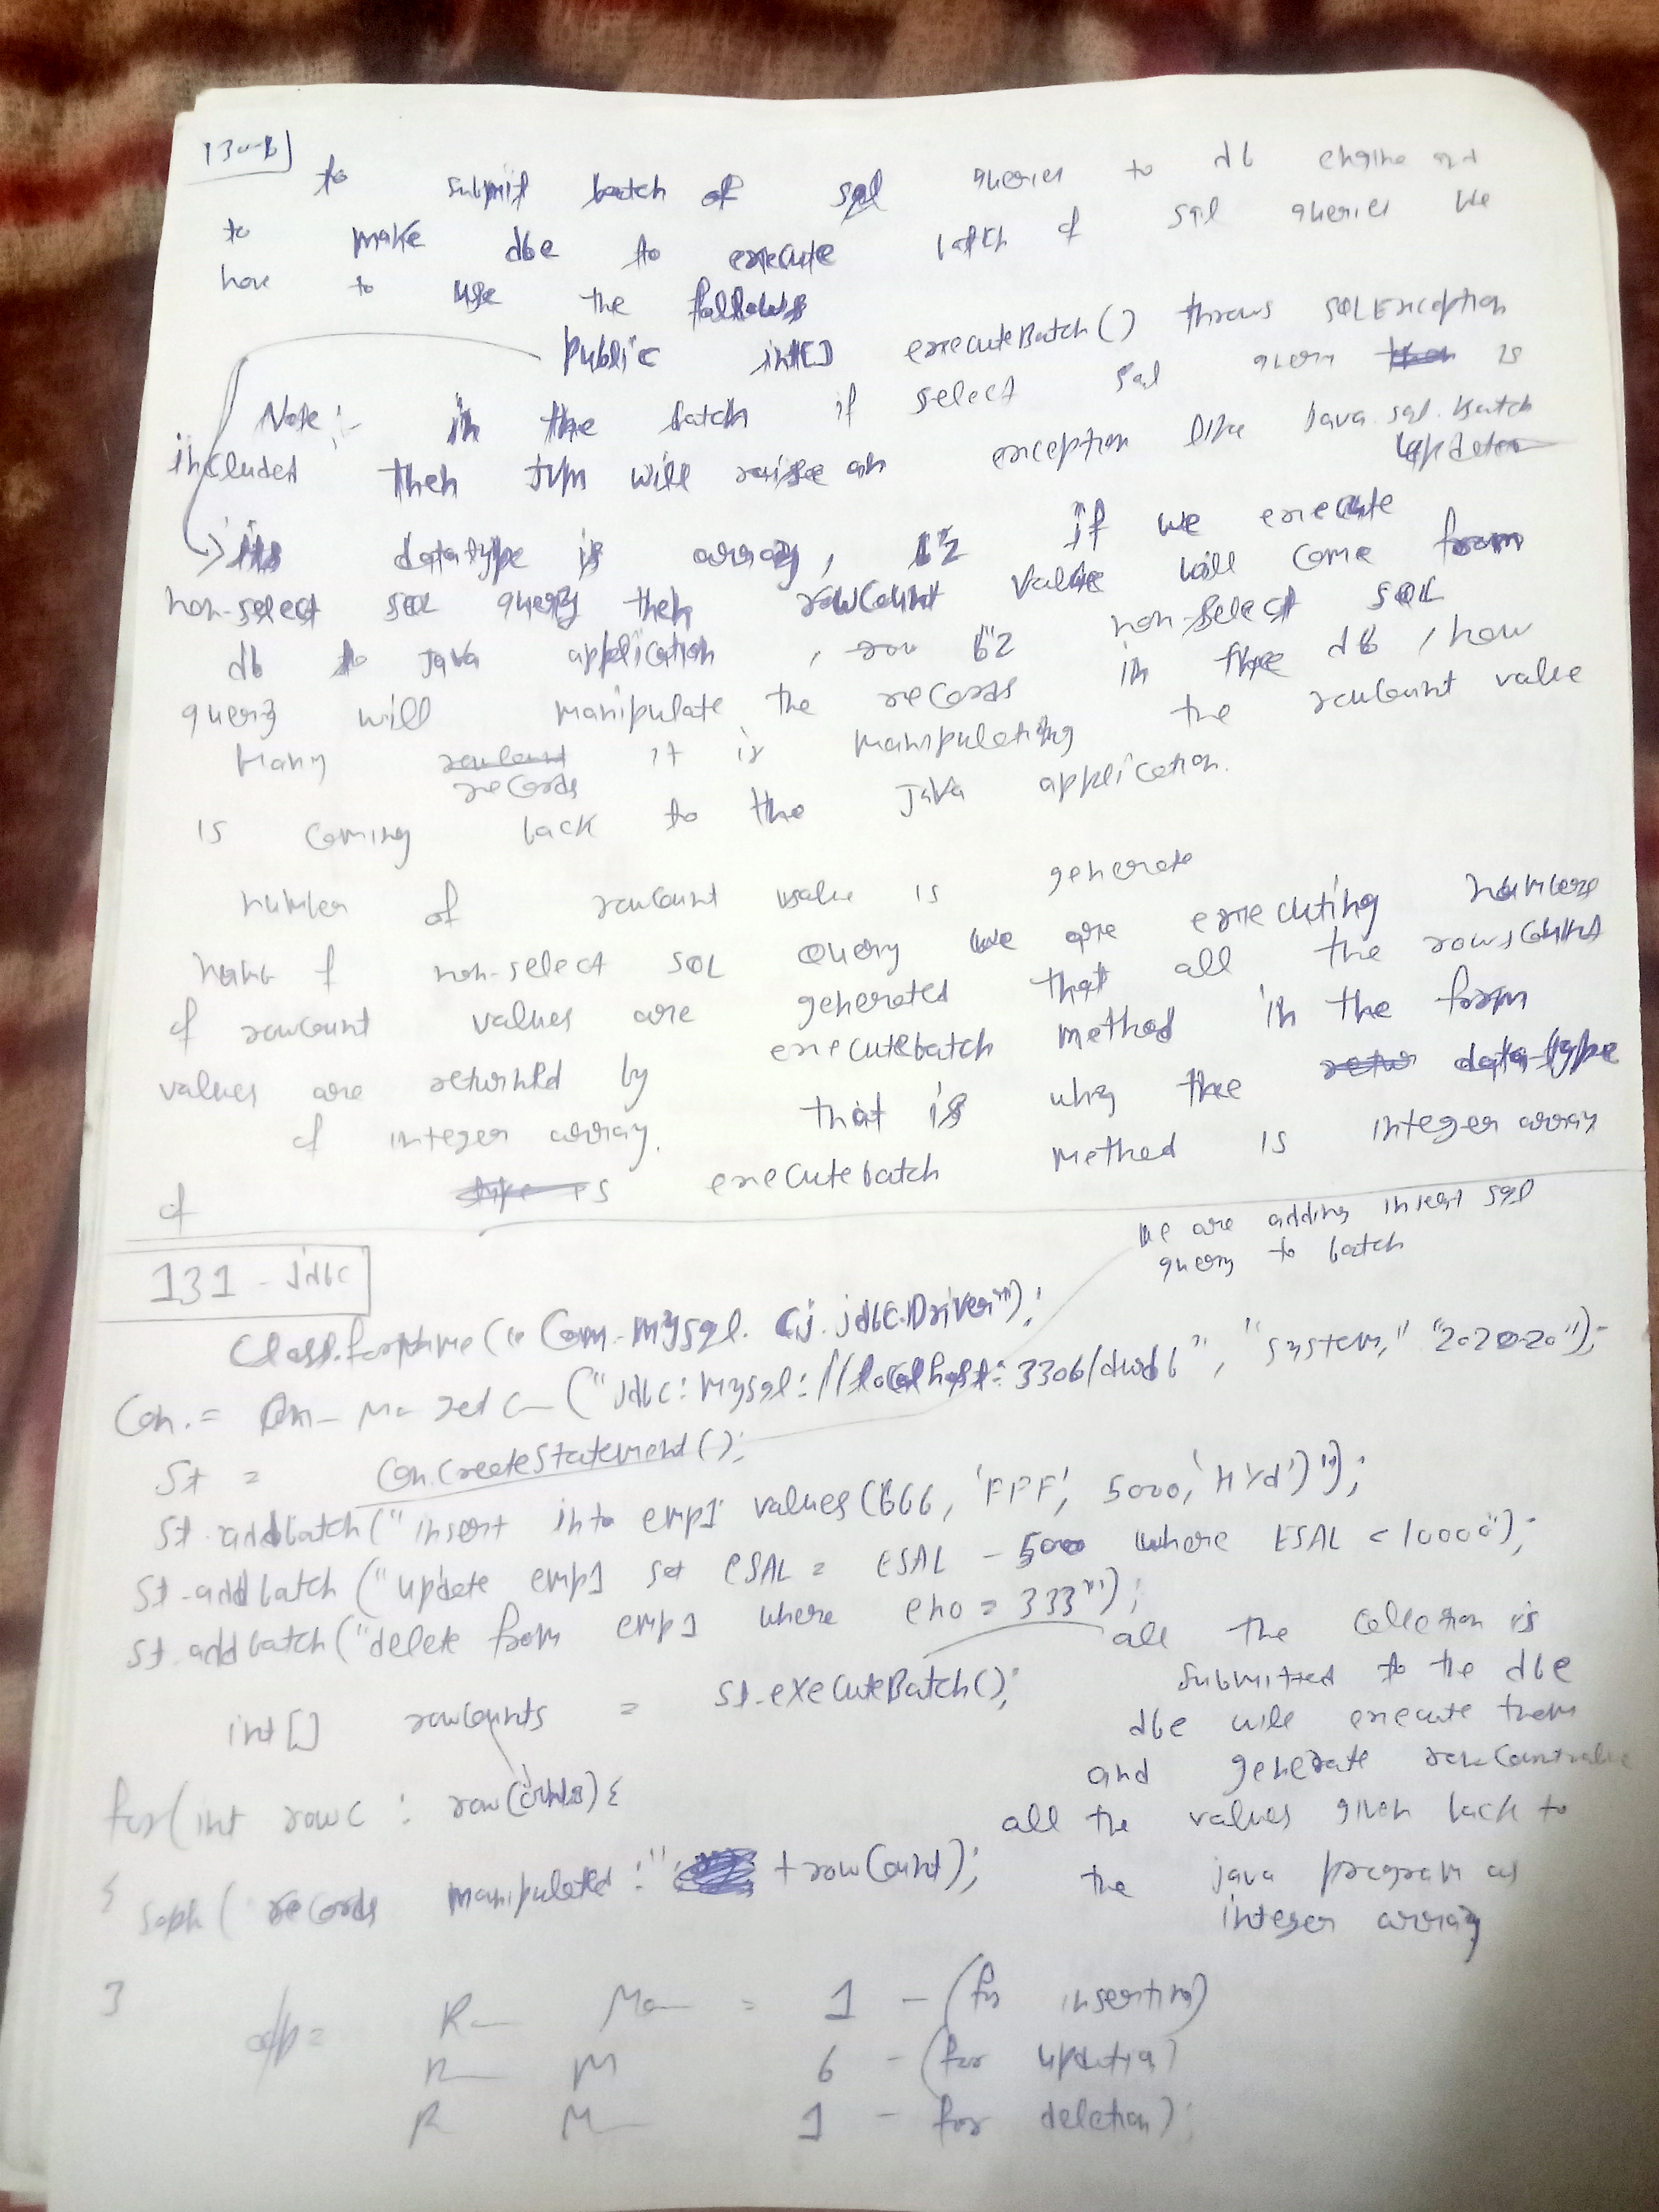 130-b]
to submit batch of sql queries to db engine and
to make dbe to execute batch of sql queries we
have to use the follows
public int[] executeBatch() throws SQLException
Note:- in the batch if select sql query is
included then JVM will raise an exception like java.sql.Batch
Updation
its datatype is array, b"z if we execute
non-select SQL query then rowcount value will come from
db to java application, row b"z non-select SQL
query will manipulate the records in the db, how
many records it is manipulating the rowcount value
is coming back to the java application.
number of rowcount value is generate
f non-select SQL query we are executing numbers
of rowcount values are generated that all the rowscount
values are returned by executebatch method in the form
of integer array. that is why the data-type
of executebatch method is integer array
131-jdbc
we are adding insert sql
query to batch
Class.forName("com.mysql.cj.jdbc.Driver");
Con.= ("jdbc:mysql://localhost:3306/dwdb", "system," "202020");
St = Con.createStatement();
St.addbatch("insert into emp1 values(666, 'FFF', 5000,'HYd')");
St.addbatch("update emp1 set ESAL = ESAL - 500 where ESAL < 10000");
St.addbatch("delete from emp1 where eno = 333");
int[] rowCounts = St.executeBatch();
for(int rowc : rowCounts){
{ sopln( records manipulated:" + rowCount);
}
all the collection is
submitted to the dbe
dbe will execute them
and generate rowCountvalue
all the values given back to
the java program as
integer array
o/p= R M = 1 - (for inserting)
R M 6 - (for updating)
R M 1 - for deletion);